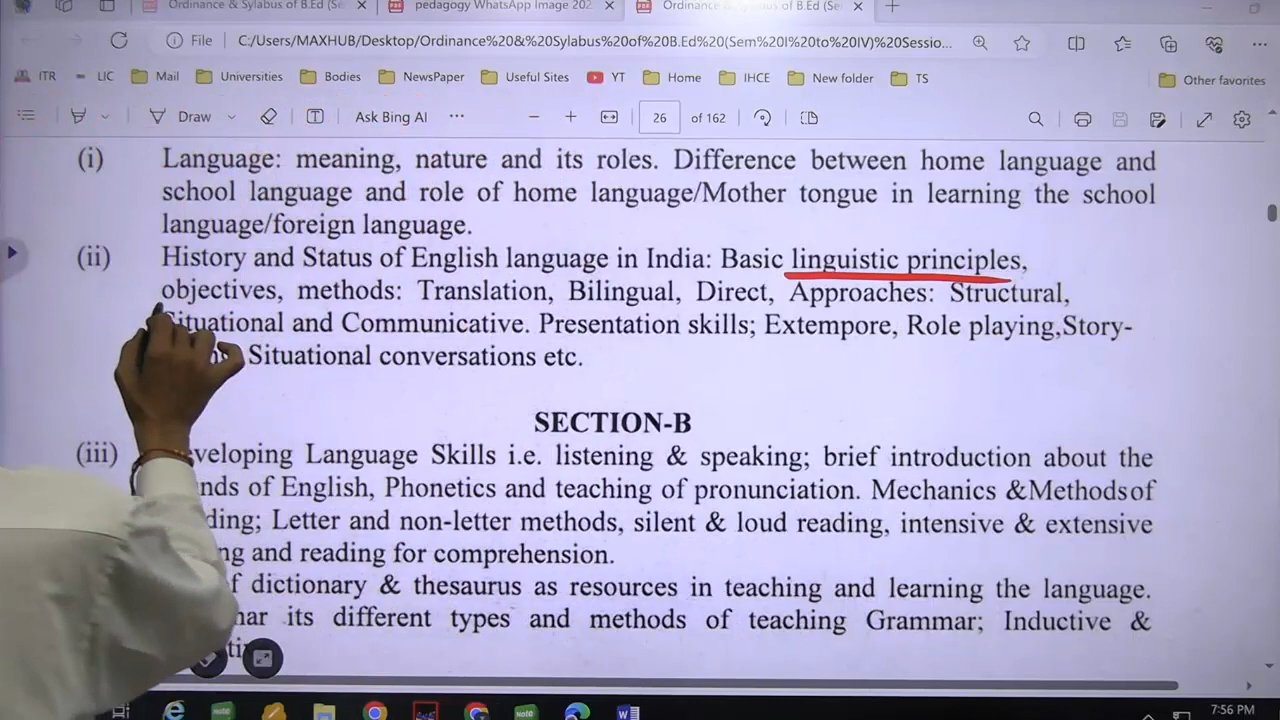 Ordinance & Sylabus of B.Ed (Se
pedagogy WhatsApp Image 202
of B.Ed (Se
File
C:/Users/MAXHUB/Desktop/Ordinance%20&%20Sylabus%20of%20B.Ed%20(Sem%20I%20to%20IV)%20Sessio...
ITR LIC Mail Universities Bodies NewsPaper Useful Sites YT Home IHCE New folder TS Other favorites
Draw Ask Bing AI 26 of 162
(i) Language: meaning, nature and its roles. Difference between home language and
school language and role of home language/Mother tongue in learning the school
language/foreign language.
(ii) History and Status of English language in India: Basic linguistic principles,
objectives, methods: Translation, Bilingual, Direct, Approaches: Structural,
Situational and Communicative. Presentation skills; Extempore, Role playing,Story-
Situational conversations etc.
SECTION-B
(iii) veloping Language Skills i.e. listening & speaking; brief introduction about the
nds of English, Phonetics and teaching of pronunciation. Mechanics &Methodsof
ding; Letter and non-letter methods, silent & loud reading, intensive & extensive
ng and reading for comprehension.
f dictionary & thesaurus as resources in teaching and learning the language.
nar its different types and methods of teaching Grammar; Inductive &
7:56 PM